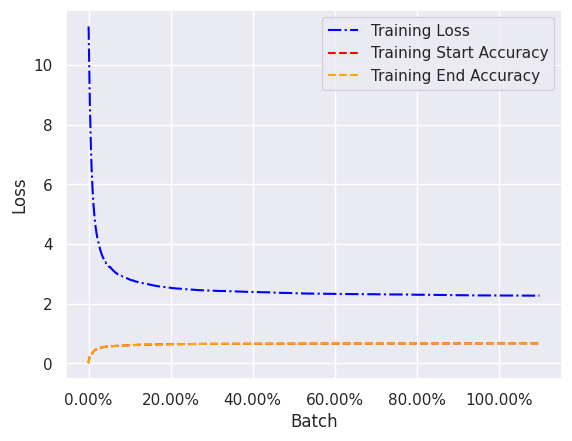 Training Loss
Training Start Accuracy
Training End Accuracy
10
8
6
4
2
0
Loss
0.00% 20.00% 40.00% 60.00% 80.00% 100.00%
Batch